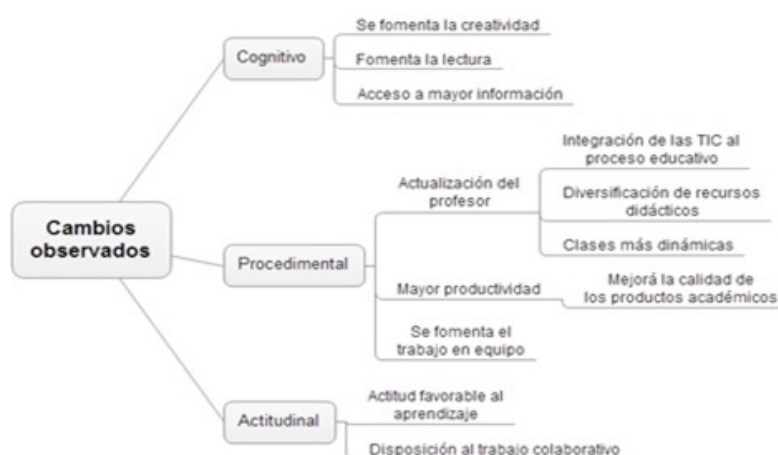 Se fomenta la creatividad
Cognitivo
Fomenta la lectura
Acceso a mayor información
Integración de las TIC al
proceso educativo
Actualización del
profesor
Diversificación de recursos
didácticos
Clases más dinámicas
Cambios
observados
Procedimental
Mayor productividad
Mejorá la calidad de
los productos académicos
Se fomenta el
trabajo en equipo
Actitudinal
Actitud favorable al
aprendizaje
Disposición al trabajo colaborativo